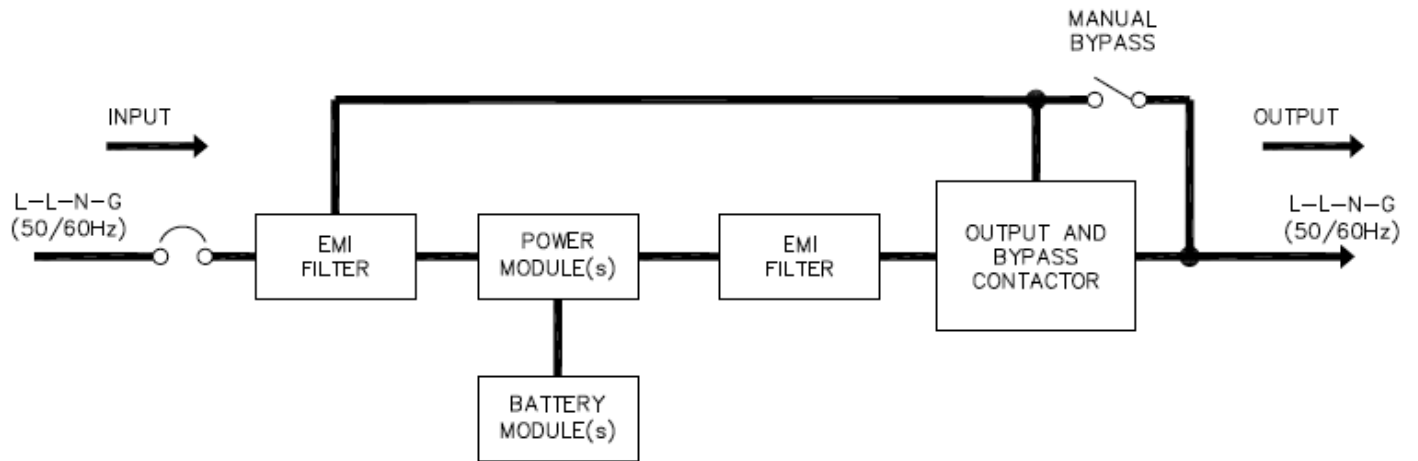 MANUAL
BYPASS
INPUT
OUTPUT
L-L-N-G
(50/60Hz)
EMI
FILTER
POWER
MODULE(s)
EMI
FILTER
OUTPUT AND
BYPASS
CONTACTOR
L-L-N-G
(50/60Hz)
BATTERY
MODULE(s)